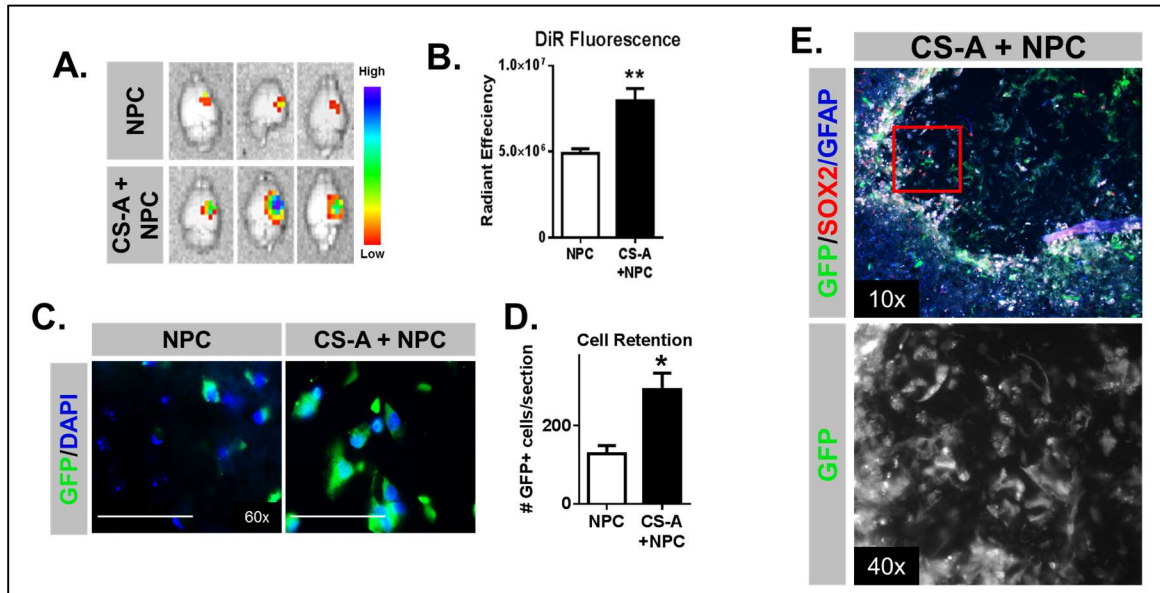 A.
NPC
CS-A +
NPC
High
Low
B.
DiR Fluorescence
Radiant Effeciency
1.0×10⁷
5.0×10⁶
0
**
NPC
CS-A
+NPC
C.
NPC
CS-A + NPC
GFP/DAPI
60x
D.
Cell Retention
# GFP+ cells/section
200
0
*
NPC
CS-A
+NPC
E.
CS-A + NPC
GFP/SOX2/GFAP
10x
GFP
40x